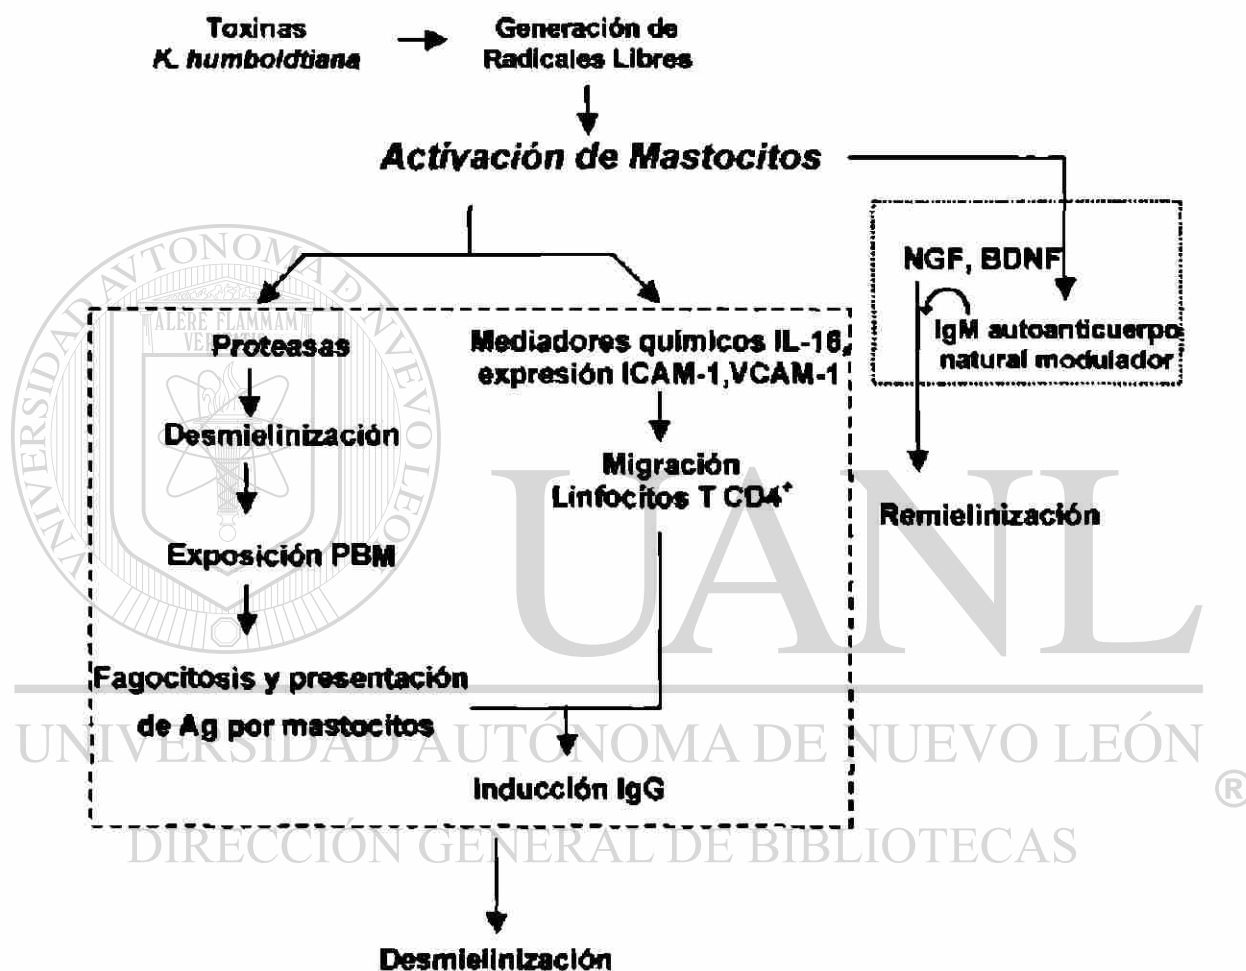 Toxinas
K. humboldtiana
Generación de
Radicales Libres
Activación de Mastocitos
NGF, BDNF
IgM autoanticuerpo
natural modulador
Remielinización
Proteasas
Desmielinización
Exposición PBM
Fagocitosis y presentación
de Ag por mastocitos
Mediadores químicos IL-16,
expresión ICAM-1,VCAM-1
Migración
Linfocitos T CD4+
Inducción IgG
Desmielinización
UNIVERSIDAD AUTONOMA DE NUEVO LEON
ALERE FLAMMAM
UANL
UNIVERSIDAD AUTÓNOMA DE NUEVO LEÓN
®
DIRECCIÓN GENERAL DE BIBLIOTECAS